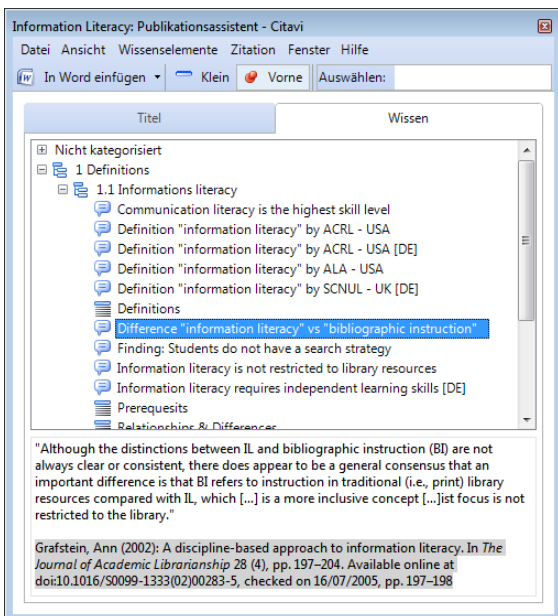 Information Literacy: Publikationsassistent - Citavi
Datei Ansicht Wissenselemente Zitation Fenster Hilfe
In Word einfügen Klein Vorne Auswählen:
Titel Wissen
Nicht kategorisiert
1 Definitions
1.1 Informations literacy
Communication literacy is the highest skill level
Definition "information literacy" by ACRL - USA
Definition "information literacy" by ACRL - USA [DE]
Definition "information literacy" by ALA - USA
Definition "information literacy" by SCNUL - UK [DE]
Definitions
Difference "information literacy" vs "bibliographic instruction"
Finding: Students do not have a search strategy
Information literacy is not restricted to library resources
Information literacy requires independent learning skills [DE]
Prerequesits
Relationships & Differences
"Although the distinctions between IL and bibliographic instruction (BI) are not
always clear or consistent, there does appear to be a general consensus that an
important difference is that BI refers to instruction in traditional (i.e., print) library
resources compared with IL, which [...] is a more inclusive concept [...]ist focus is not
restricted to the library."
Grafstein, Ann (2002): A discipline-based approach to information literacy. In The
Journal of Academic Librarianship 28 (4), pp. 197–204. Available online at
doi:10.1016/S0099-1333(02)00283-5, checked on 16/07/2005, pp. 197–198